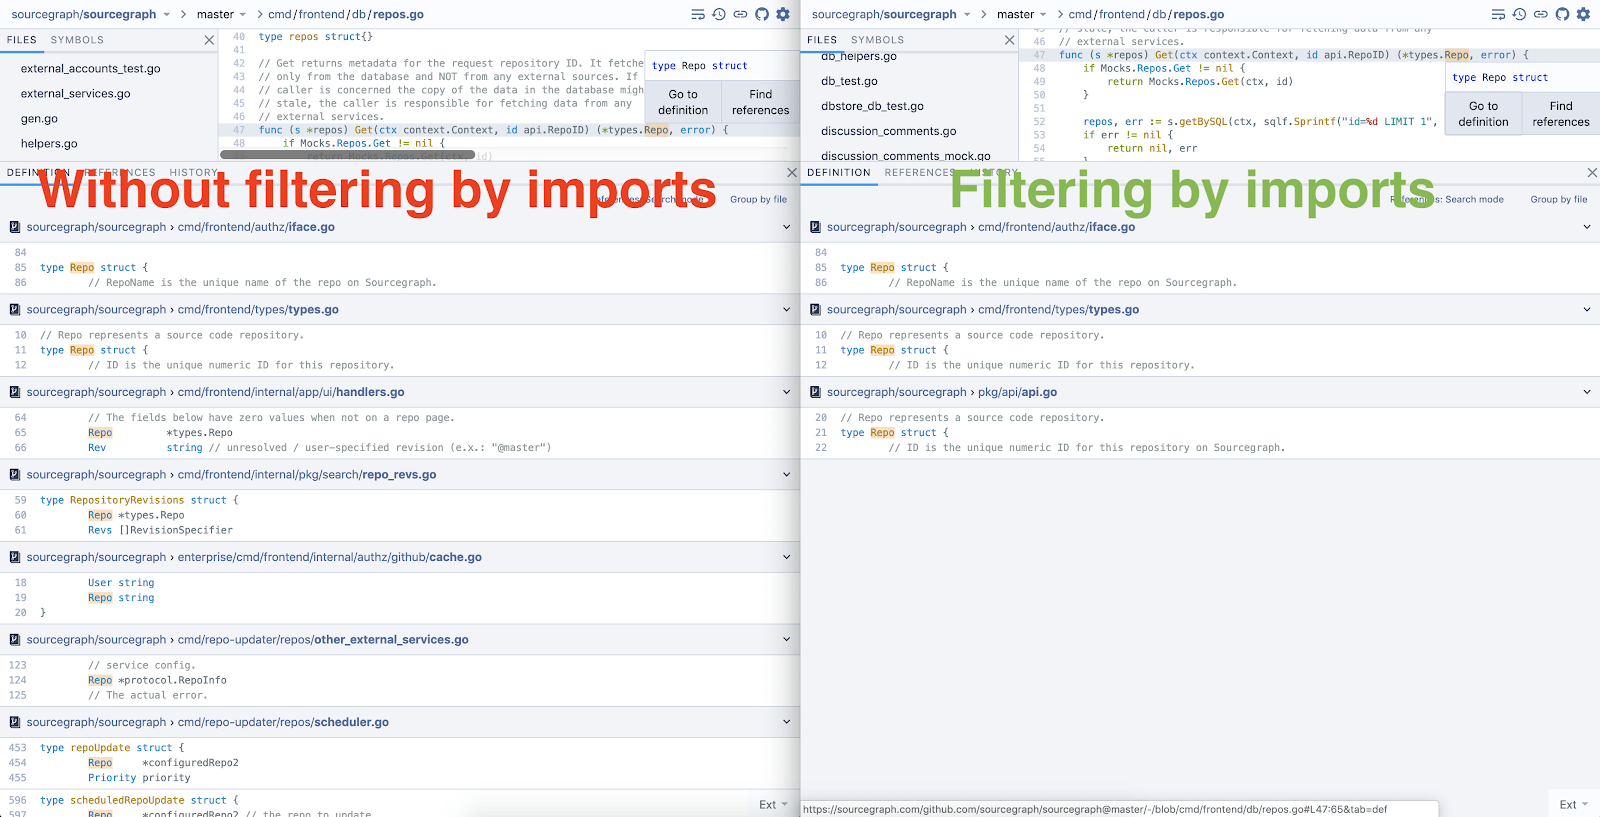 sourcegraph/sourcegraph master cmd/frontend/db/repos.go
FILES SYMBOLS
external_accounts_test.go
external_services.go
gen.go
helpers.go
40 type repos struct{}
41
42 // Get returns metadata for the request repository ID. It fetche
43 // only from the database and NOT from any external sources. If
44 // caller is concerned the copy of the data in the database migh
45 // stale, the caller is responsible for fetching data from any
46 // external services.
47 func (s *repos) Get(ctx context.Context, id api.RepoID) (*types.Repo, error) {
48 if Mocks.Repos.Get != nil {
return Mocks.Repos.Get(ctx, id)
type Repo struct
Go to definition
Find references
DEFINITION REFERENCES HISTORY
Without filtering by imports
References: Search mode Group by file
sourcegraph/sourcegraph › cmd/frontend/authz/iface.go
84
85 type Repo struct {
86 // RepoName is the unique name of the repo on Sourcegraph.
sourcegraph/sourcegraph › cmd/frontend/types/types.go
10 // Repo represents a source code repository.
11 type Repo struct {
12 // ID is the unique numeric ID for this repository.
sourcegraph/sourcegraph › cmd/frontend/internal/app/ui/handlers.go
64 // The fields below have zero values when not on a repo page.
65 Repo *types.Repo
66 Rev string // unresolved / user-specified revision (e.x.: "@master")
sourcegraph/sourcegraph › cmd/frontend/internal/pkg/search/repo_revs.go
59 type RepositoryRevisions struct {
60 Repo *types.Repo
61 Revs []RevisionSpecifier
sourcegraph/sourcegraph › enterprise/cmd/frontend/internal/authz/github/cache.go
18 User string
19 Repo string
20 }
sourcegraph/sourcegraph › cmd/repo-updater/repos/other_external_services.go
123 // service config.
124 Repo *protocol.RepoInfo
125 // The actual error.
sourcegraph/sourcegraph › cmd/repo-updater/repos/scheduler.go
453 type repoUpdate struct {
454 Repo *configuredRepo2
455 Priority priority
596 type scheduledRepoUpdate struct {
597 Repo *configuredRepo2 // the repo to update
Ext
sourcegraph/sourcegraph master cmd/frontend/db/repos.go
FILES SYMBOLS
db_helpers.go
db_test.go
dbstore_db_test.go
discussion_comments.go
discussion_comments_mock.go
45 // stale, the caller is responsible for fetching data from any
46 // external services.
47 func (s *repos) Get(ctx context.Context, id api.RepoID) (*types.Repo, error) {
48 if Mocks.Repos.Get != nil {
49 return Mocks.Repos.Get(ctx, id)
50 }
51
52 repos, err := s.getBySQL(ctx, sqlf.Sprintf("id=%d LIMIT 1",
53 if err != nil {
54 return nil, err
55 }
type Repo struct
Go to definition
Find references
DEFINITION REFERENCES HISTORY
Filtering by imports
References: Search mode Group by file
sourcegraph/sourcegraph › cmd/frontend/authz/iface.go
84
85 type Repo struct {
86 // RepoName is the unique name of the repo on Sourcegraph.
sourcegraph/sourcegraph › cmd/frontend/types/types.go
10 // Repo represents a source code repository.
11 type Repo struct {
12 // ID is the unique numeric ID for this repository.
sourcegraph/sourcegraph › pkg/api/api.go
20 // Repo represents a source code repository.
21 type Repo struct {
22 // ID is the unique numeric ID for this repository on Sourcegraph.
https://sourcegraph.com/github.com/sourcegraph/sourcegraph@master/-/blob/cmd/frontend/db/repos.go#L47:65&tab=def
Ext